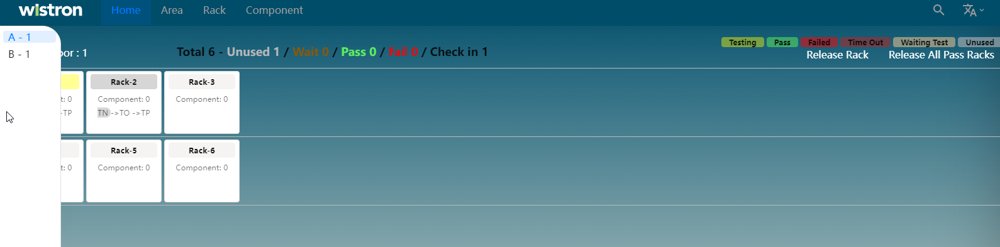 wistron Home Area Rack Component
A - 1
B - 1
oor : 1
Total 6 - Unused 1 / Wait 0 / Pass 0 / Fail 0 / Check in 1
Testing Pass Failed Time Out Waiting Test Unused
Release Rack Release All Pass Racks
Rack-2 Rack-3
t: 0 Component: 0 Component: 0
->TP TN ->TO ->TP
Rack-5 Rack-6
t: 0 Component: 0 Component: 0